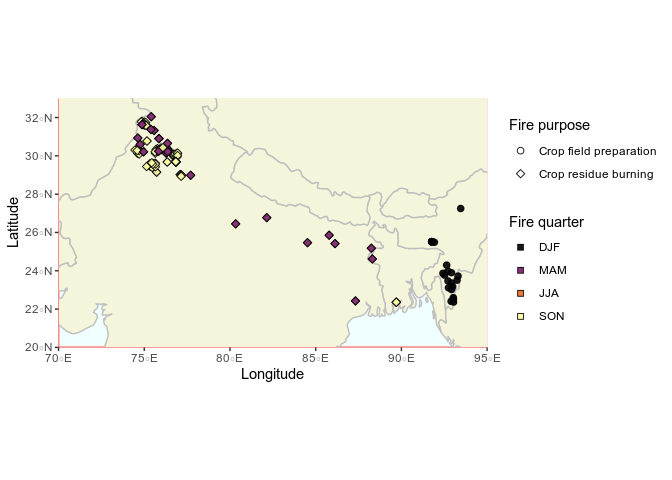 Fire purpose
Crop field preparation
Crop residue burning
Fire quarter
DJF
MAM
JJA
SON
Latitude
32°N
30°N
28°N
26°N
24°N
22°N
20°N
70°E 75°E 80°E 85°E 90°E 95°E
Longitude